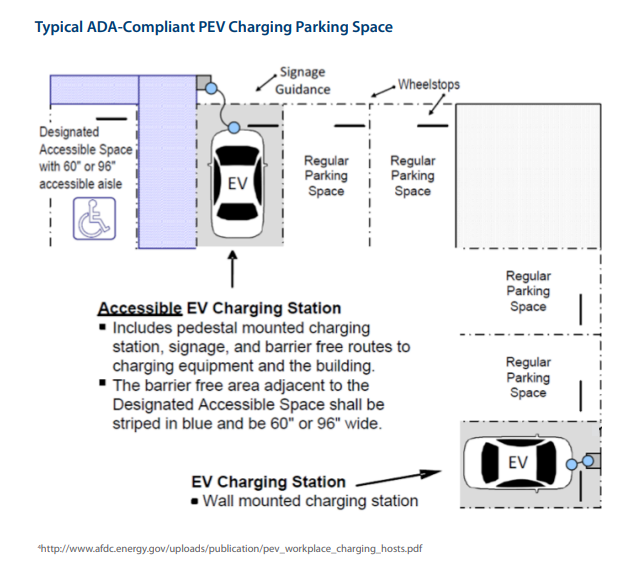 Typical ADA-Compliant PEV Charging Parking Space
Signage
Guidance
Wheelstops
Designated
Accessible Space
with 60" or 96"
accessible aisle
EV
Regular
Parking
Space
Regular
Parking
Space
Regular
Parking
Space
Accessible EV Charging Station
▪ Includes pedestal mounted charging
station, signage, and barrier free routes to
charging equipment and the building.
▪ The barrier free area adjacent to the
Designated Accessible Space shall be
striped in blue and be 60" or 96" wide.
Regular
Parking
Space
EV
EV Charging Station
▪ Wall mounted charging station
⁴http://www.afdc.energy.gov/uploads/publication/pev_workplace_charging_hosts.pdf